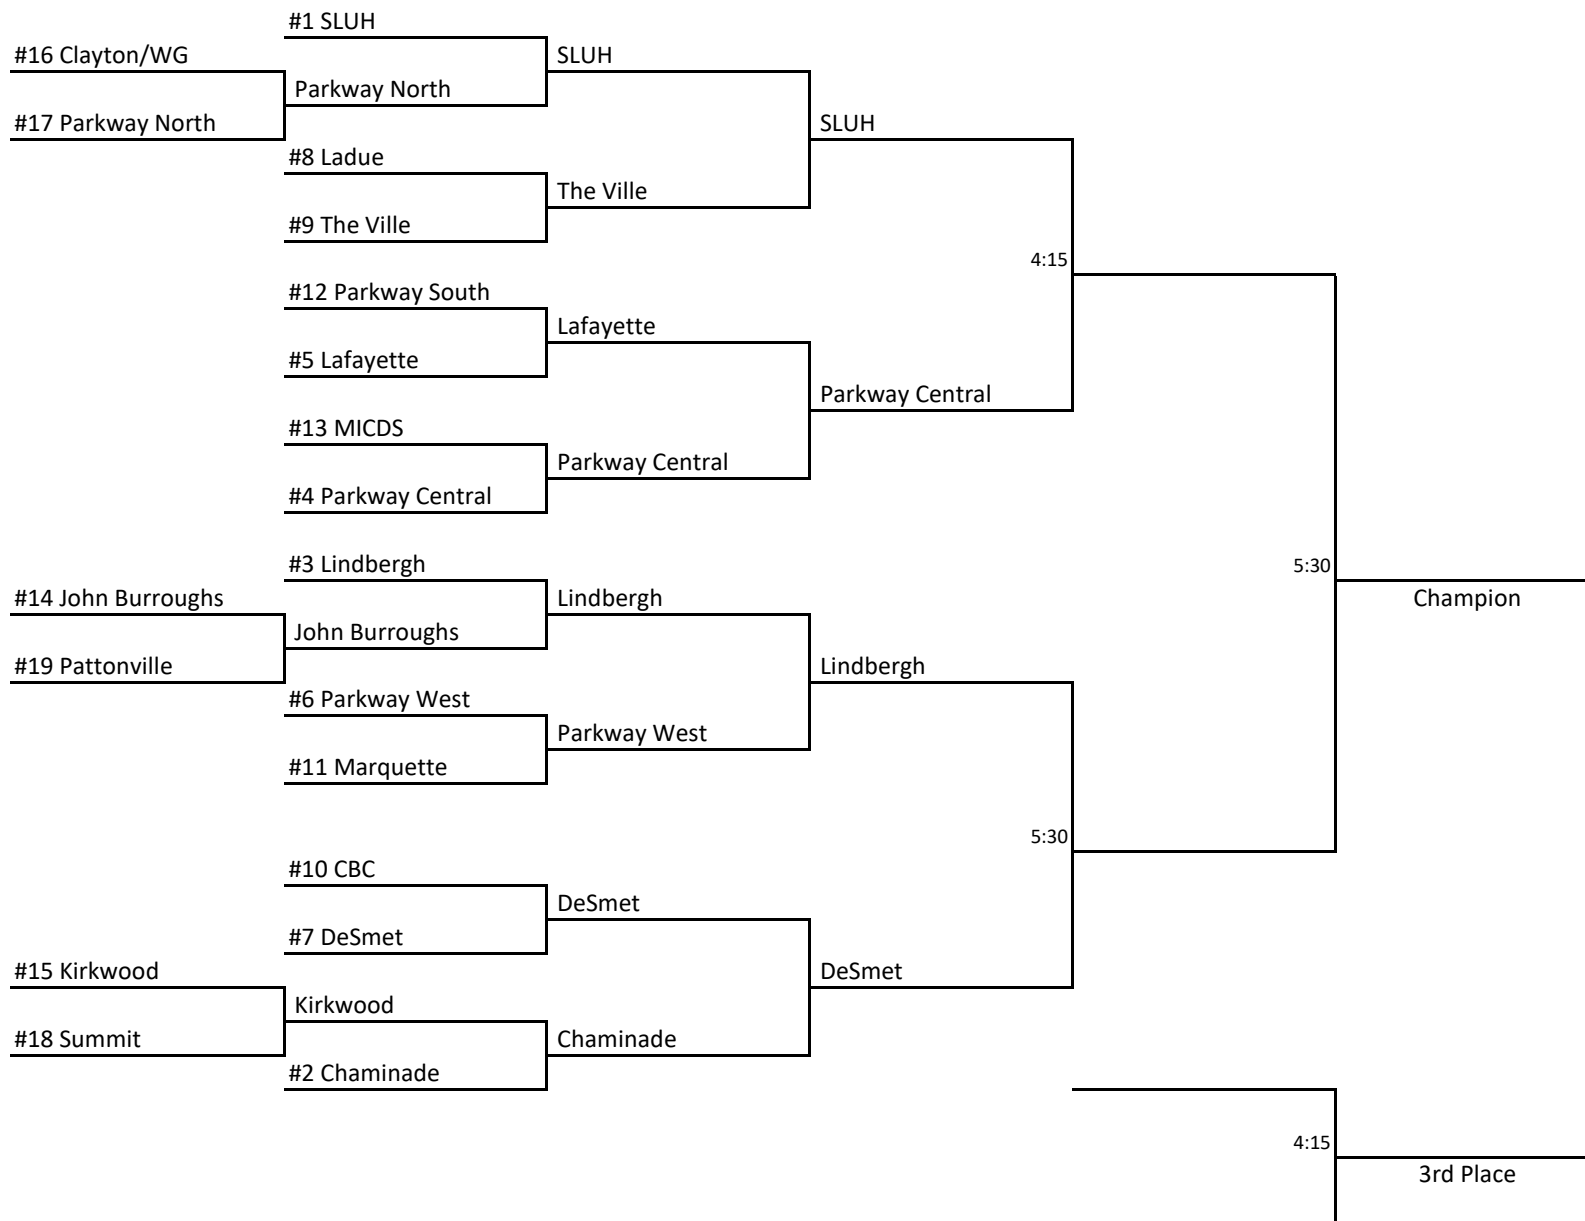 #1 SLUH
#16 Clayton/WG
SLUH
Parkway North
#17 Parkway North
SLUH
#8 Ladue
The Ville
#9 The Ville
4:15
#12 Parkway South
Lafayette
#5 Lafayette
Parkway Central
#13 MICDS
Parkway Central
#4 Parkway Central
#3 Lindbergh
5:30
#14 John Burroughs
Lindbergh
Champion
John Burroughs
#19 Pattonville
Lindbergh
#6 Parkway West
Parkway West
#11 Marquette
5:30
#10 CBC
DeSmet
#7 DeSmet
#15 Kirkwood
DeSmet
Kirkwood
#18 Summit
Chaminade
#2 Chaminade
4:15
3rd Place